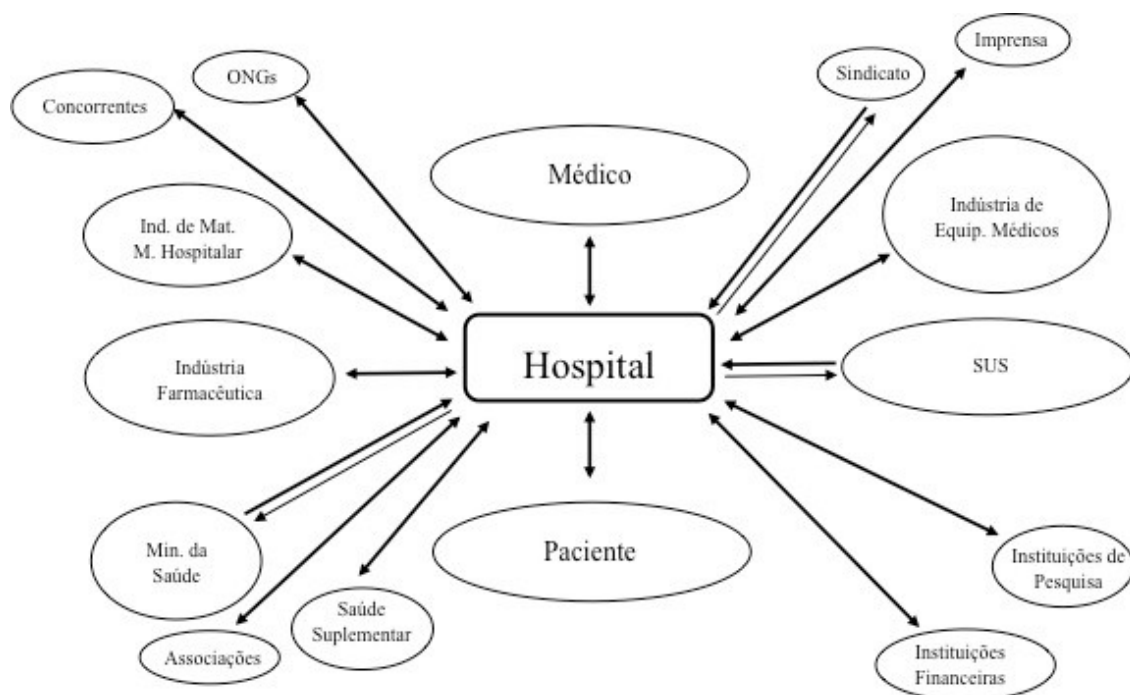 Imprensa
ONGs
Sindicato
Concorrentes
Médico
Indústria de
Equip. Médicos
Ind. de Mat.
M. Hospitalar
Hospital
Indústria
Farmacêutica
SUS
Min. da
Saúde
Paciente
Instituições de
Pesquisa
Saúde
Suplementar
Associações
Instituições
Financeiras